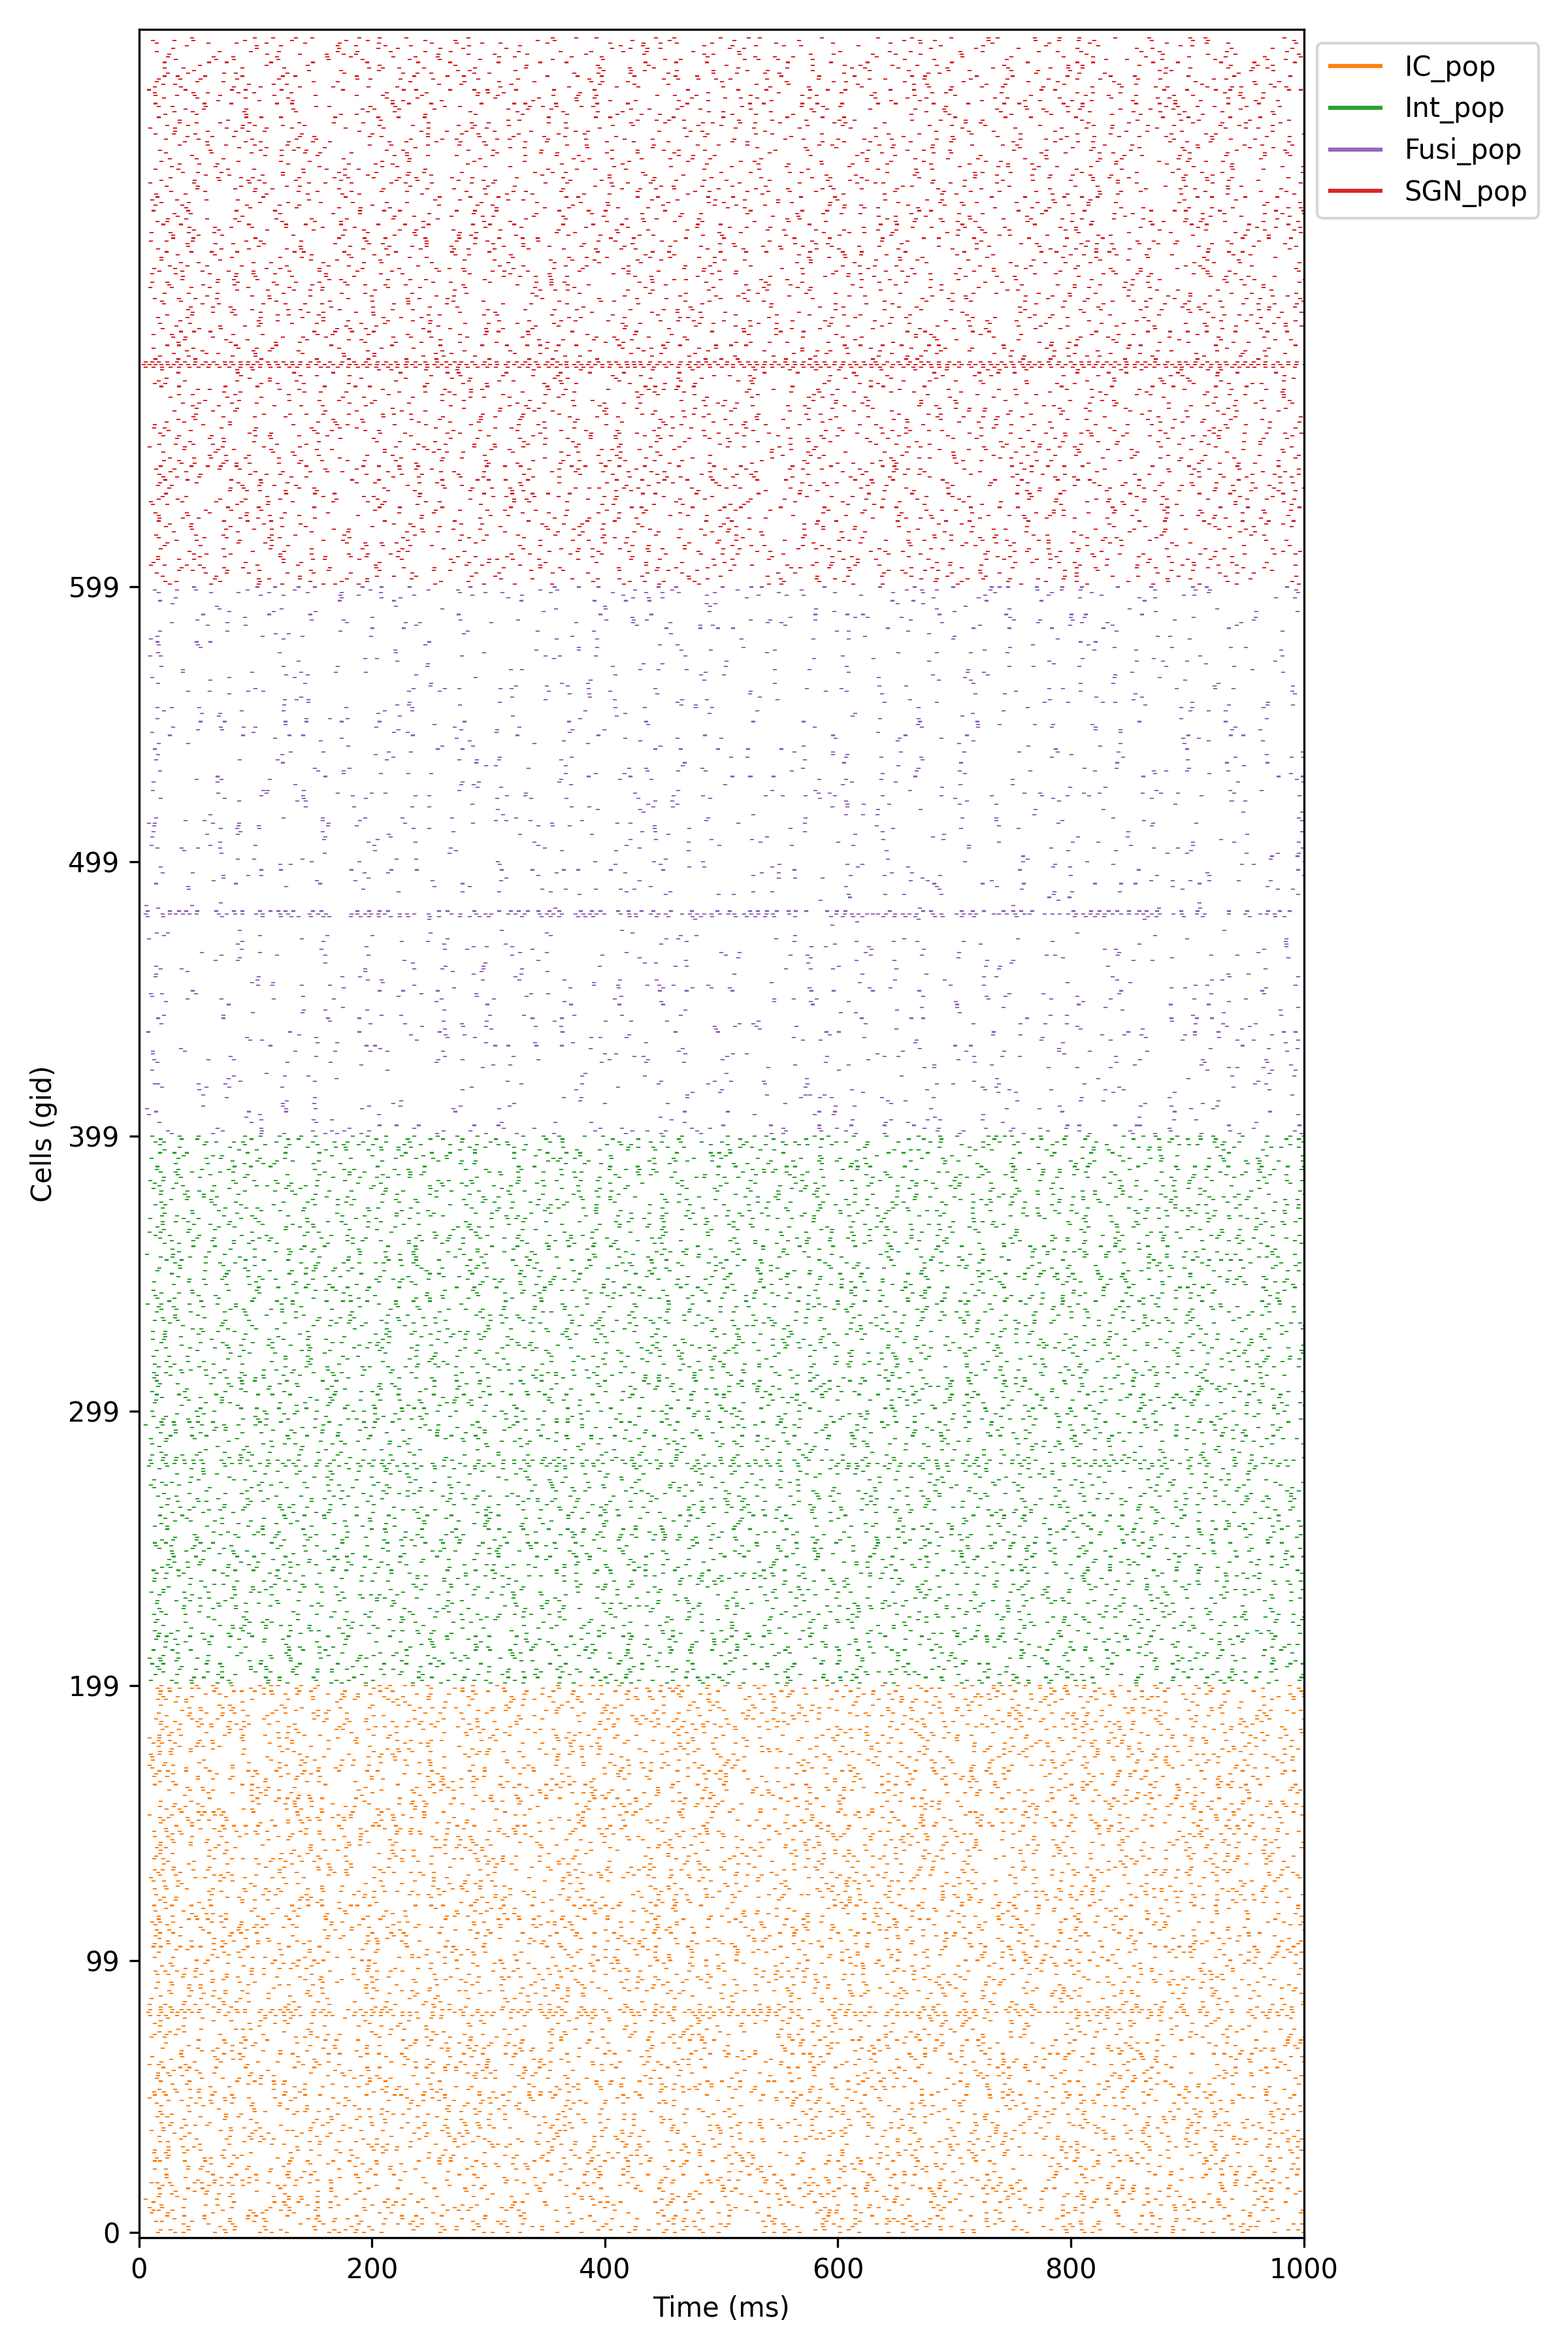 IC_pop
Int_pop
Fusi_pop
SGN_pop
599
499
399
299
199
99
0
Cells (gid)
0 200 400 600 800 1000
Time (ms)